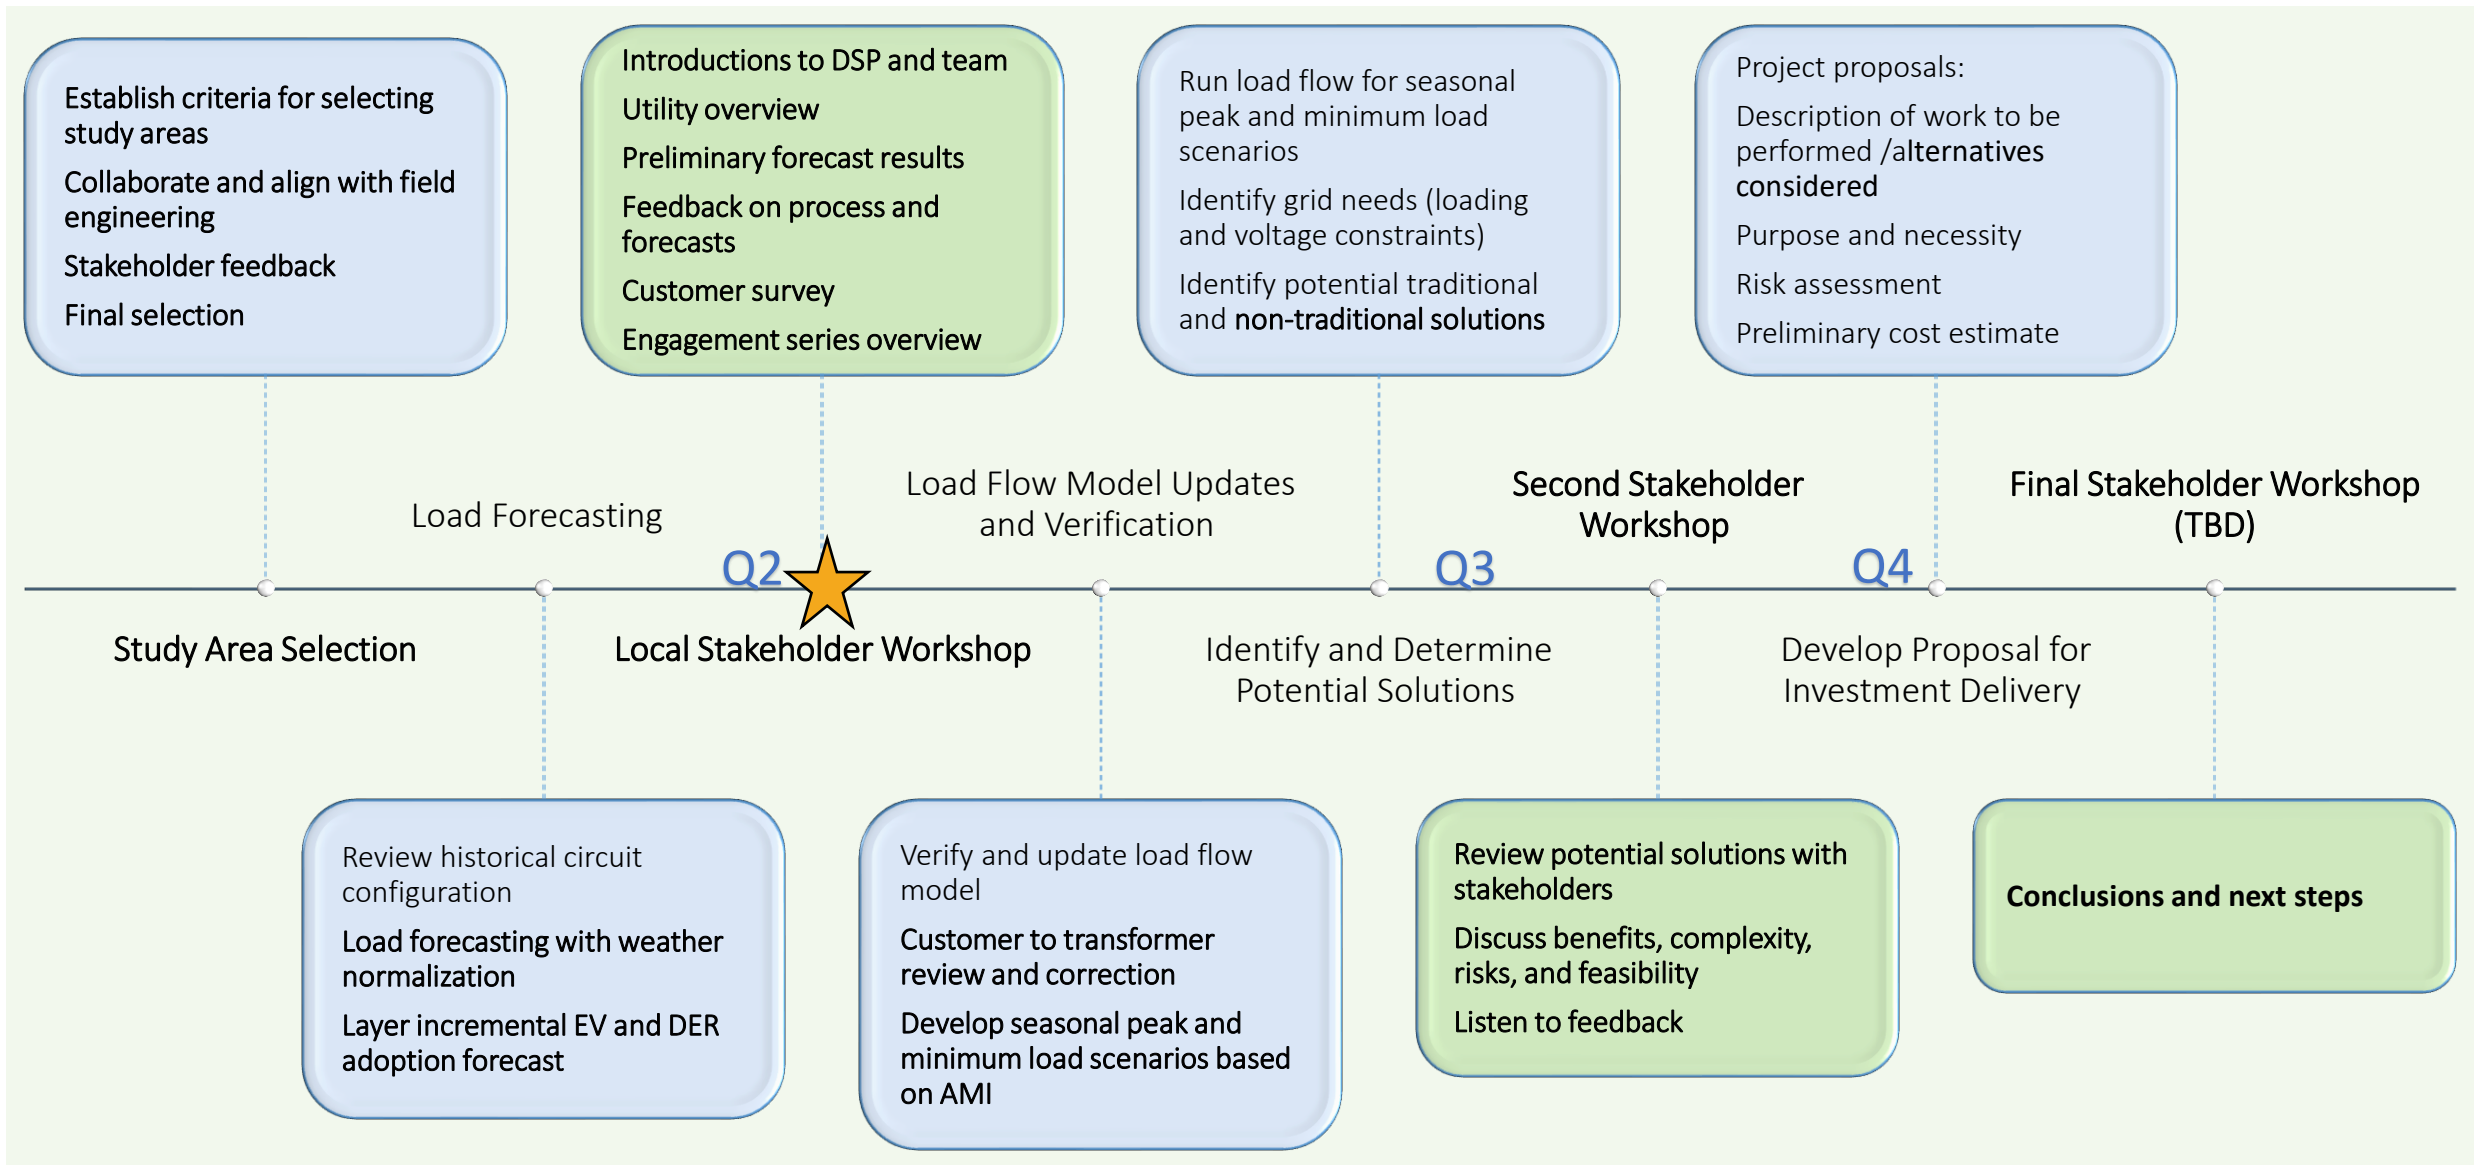 Establish criteria for selecting
study areas
Collaborate and align with field
engineering
Stakeholder feedback
Final selection
Introductions to DSP and team
Utility overview
Preliminary forecast results
Feedback on process and
forecasts
Customer survey
Engagement series overview
Run load flow for seasonal
peak and minimum load
scenarios
Identify grid needs (loading
and voltage constraints)
Identify potential traditional
and non-traditional solutions
Project proposals:
Description of work to be
performed /alternatives
considered
Purpose and necessity
Risk assessment
Preliminary cost estimate
Load Forecasting
Load Flow Model Updates
and Verification
Second Stakeholder
Workshop
Final Stakeholder Workshop
(TBD)
Q2
Q3
Q4
Study Area Selection
Local Stakeholder Workshop
Identify and Determine
Potential Solutions
Develop Proposal for
Investment Delivery
Review historical circuit
configuration
Load forecasting with weather
normalization
Layer incremental EV and DER
adoption forecast
Verify and update load flow
model
Customer to transformer
review and correction
Develop seasonal peak and
minimum load scenarios based
on AMI
Review potential solutions with
stakeholders
Discuss benefits, complexity,
risks, and feasibility
Listen to feedback
Conclusions and next steps